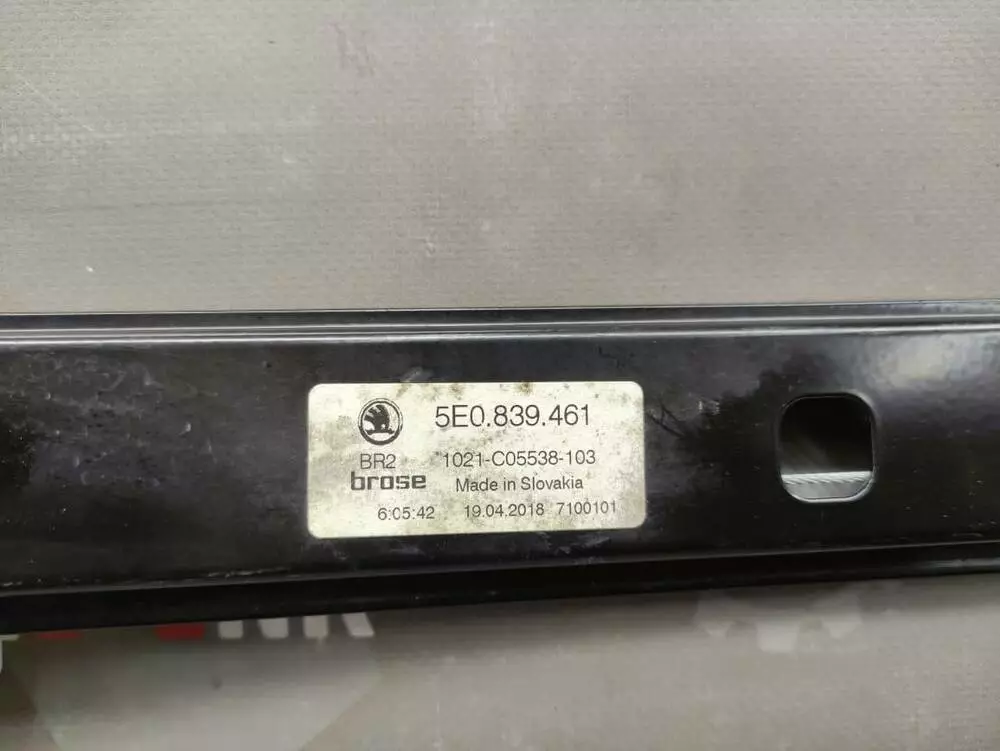 5E0.839.461
BR2 1021-C05538-103
brose Made in Slovakia
6:05:42 19.04.2018 7100101